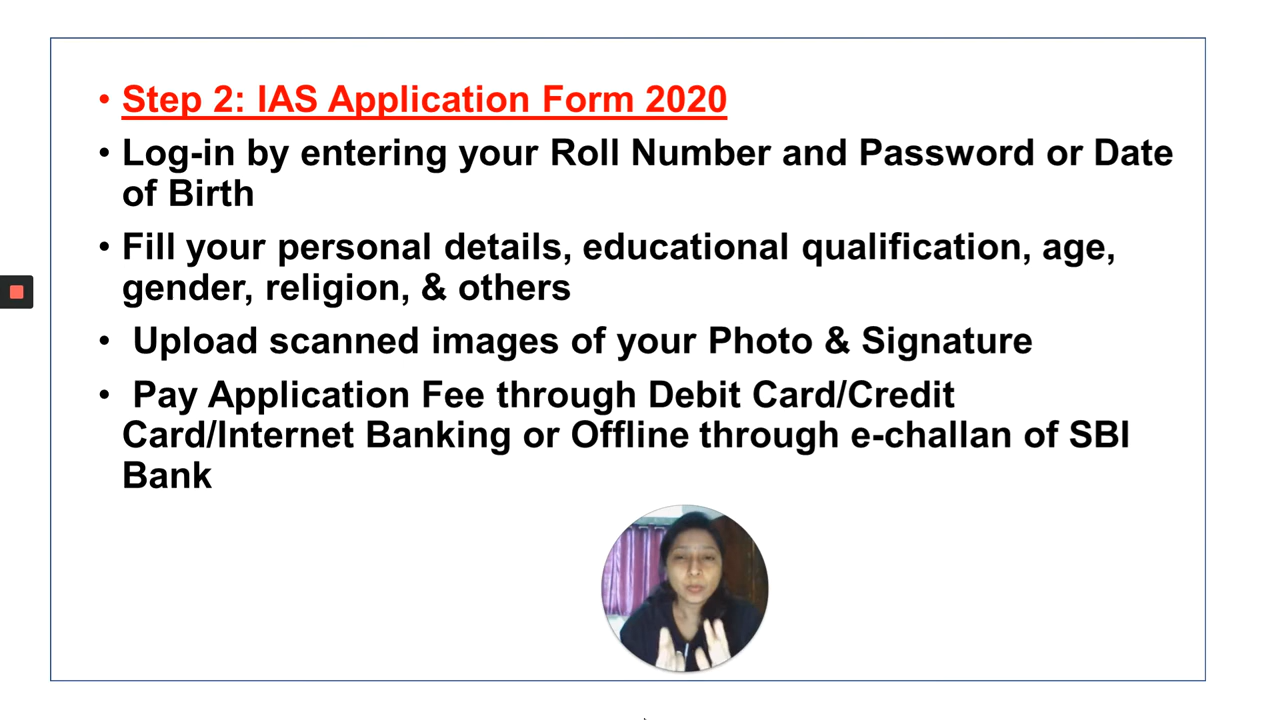 • Step 2: IAS Application Form 2020
• Log-in by entering your Roll Number and Password or Date
of Birth
• Fill your personal details, educational qualification, age,
gender, religion, & others
• Upload scanned images of your Photo & Signature
• Pay Application Fee through Debit Card/Credit
Card/Internet Banking or Offline through e-challan of SBI
Bank